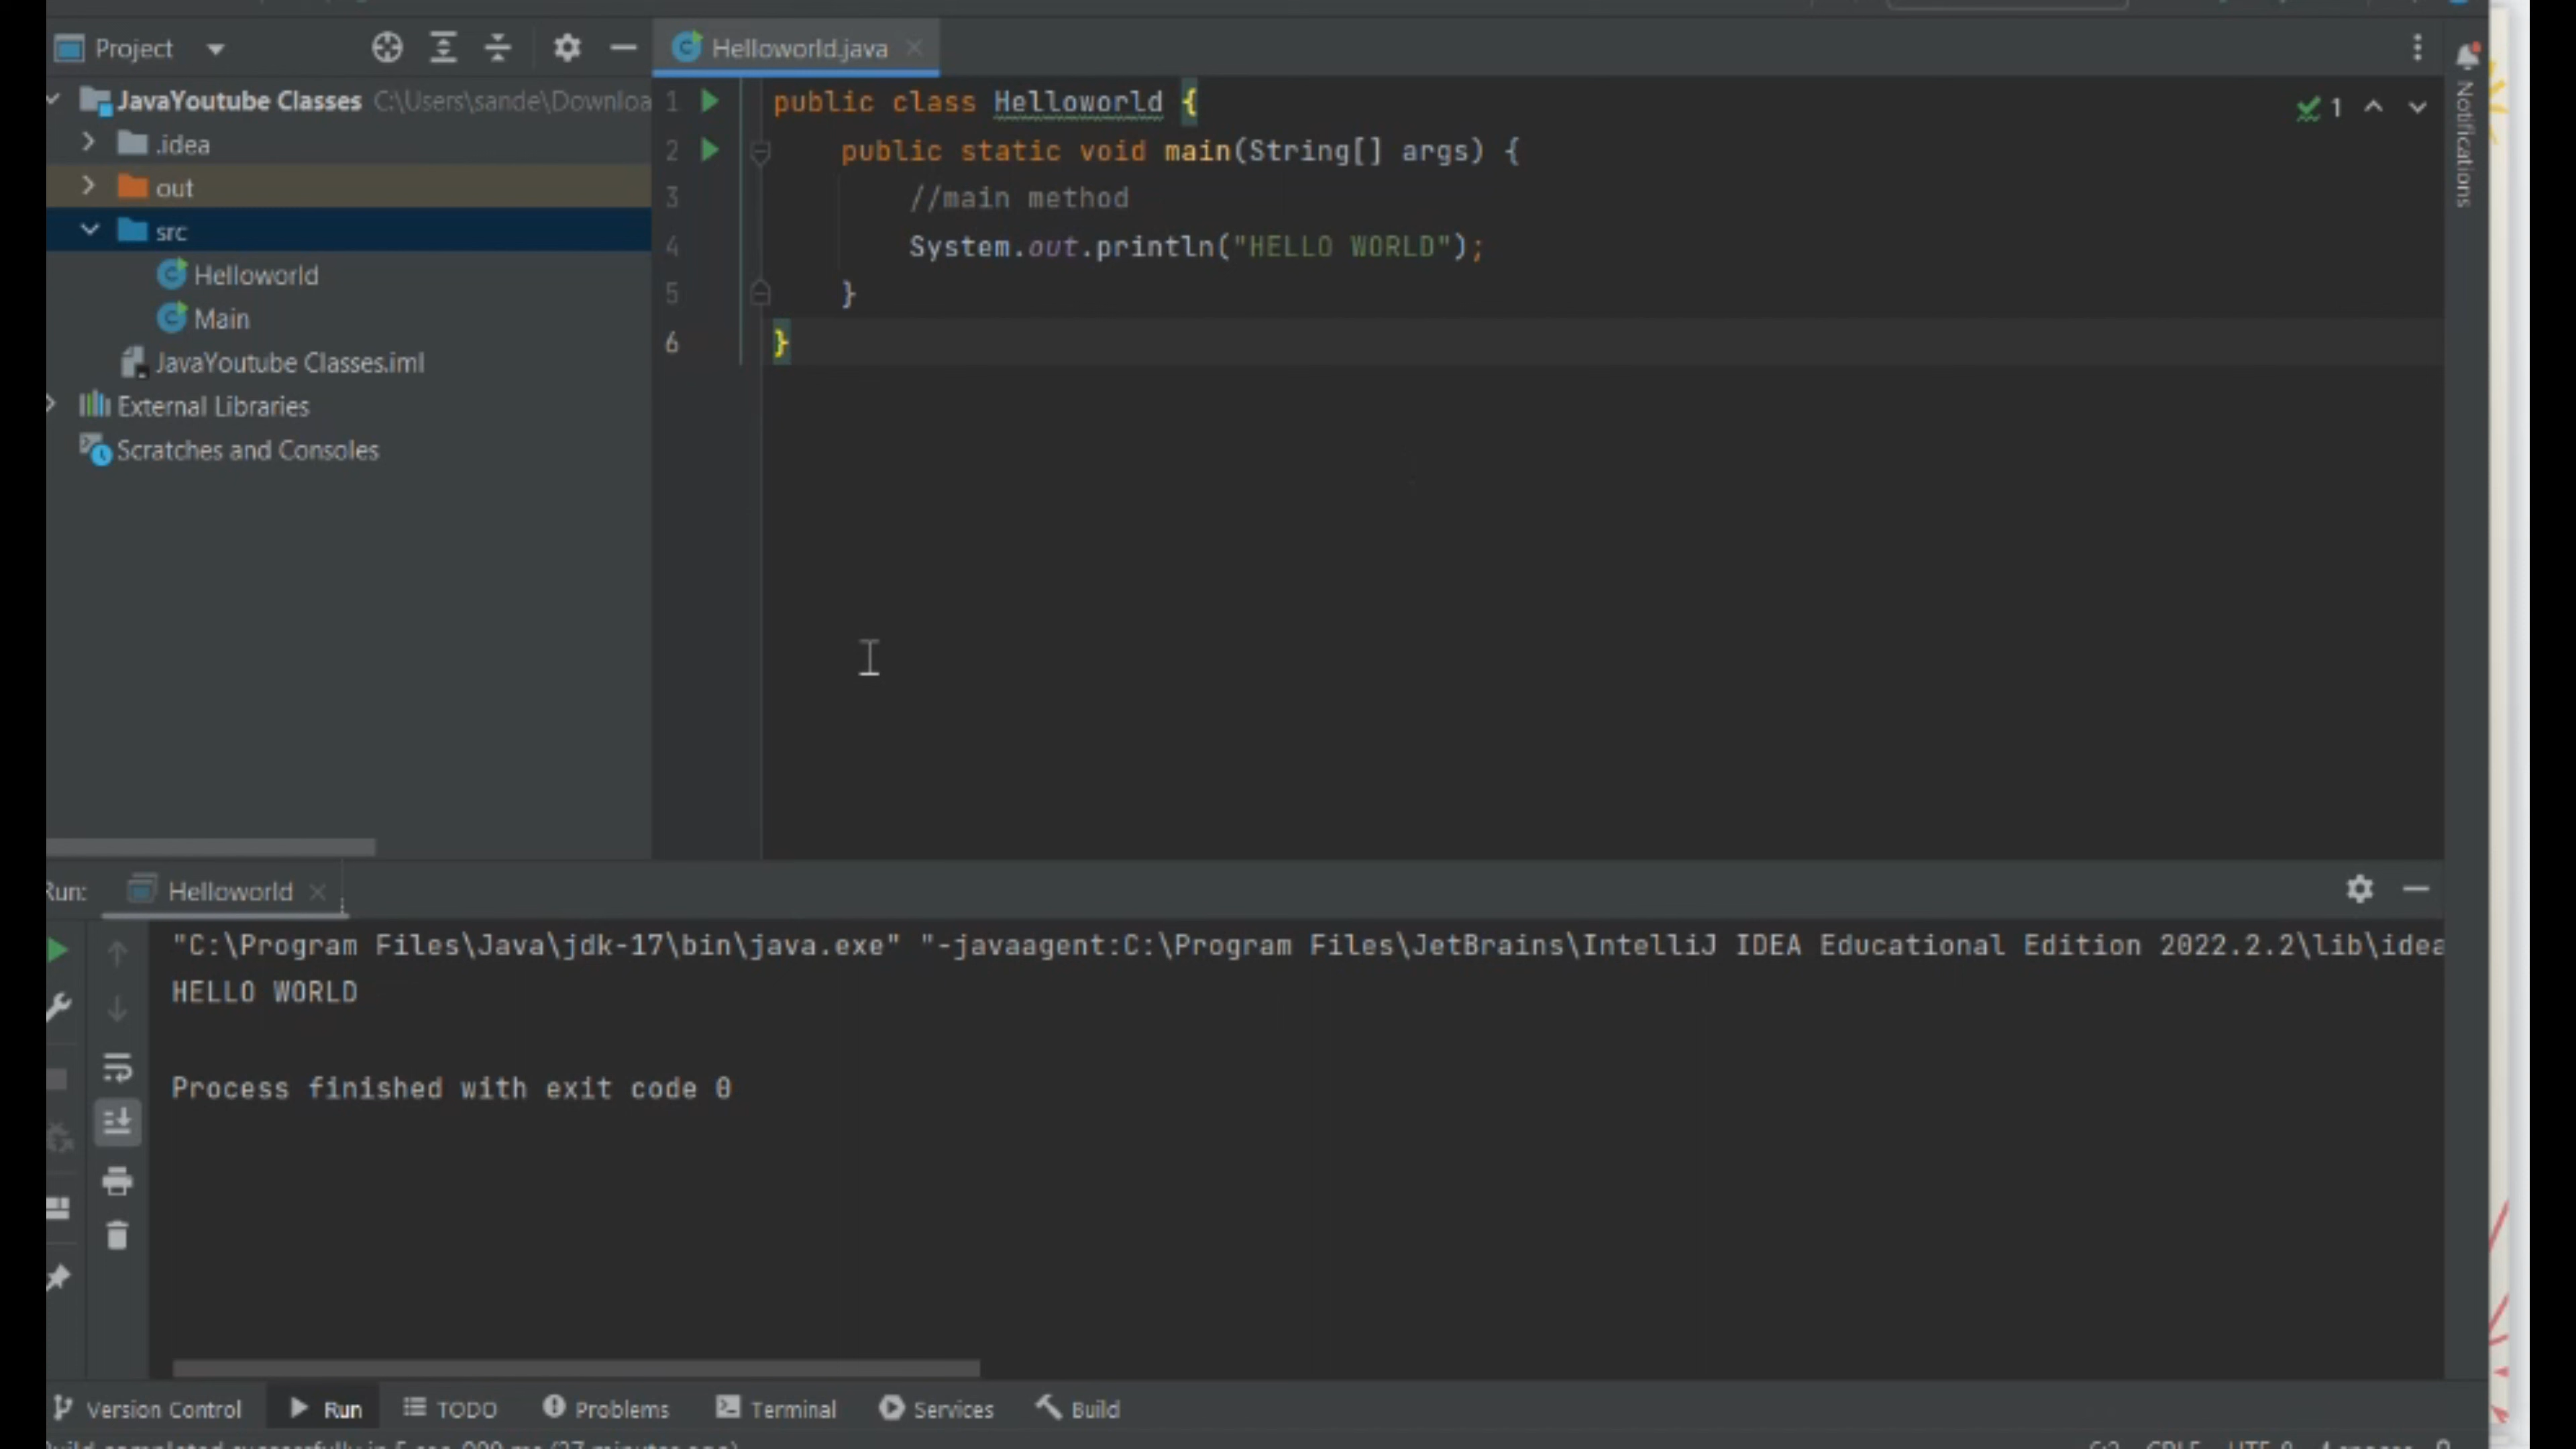 Project
Helloworld.java
JavaYoutube Classes C:\Users\sande\Downloa
.idea
out
src
Helloworld
Main
JavaYoutube Classes.iml
External Libraries
Scratches and Consoles
1 public class Helloworld {
2 public static void main(String[] args) {
3 //main method
4 System.out.println("HELLO WORLD");
5 }
6 }
1
Notifications
Run: Helloworld
"C:\Program Files\Java\jdk-17\bin\java.exe" "-javaagent:C:\Program Files\JetBrains\IntelliJ IDEA Educational Edition 2022.2.2\lib\idea
HELLO WORLD
Process finished with exit code 0
Version Control Run TODO Problems Terminal Services Build